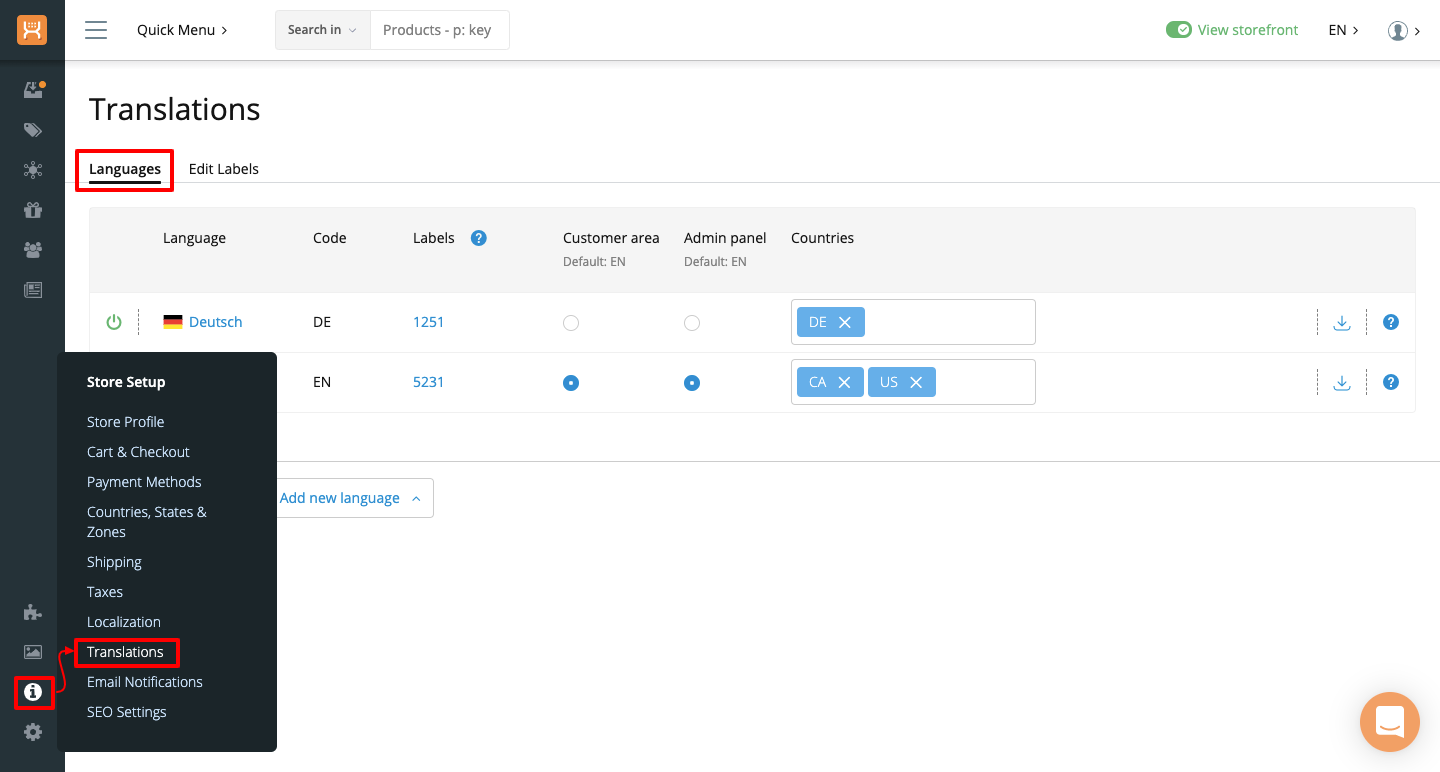 Quick Menu
Search in
Products - p: key
View storefront
EN
Translations
Languages
Edit Labels
Language
Code
Labels
?
Customer area
Default: EN
Admin panel
Default: EN
Countries
Deutsch
DE
1251
DE
?
EN
5231
CA
US
?
Add new language
Store Setup
Store Profile
Cart & Checkout
Payment Methods
Countries, States &
Zones
Shipping
Taxes
Localization
Translations
Email Notifications
SEO Settings